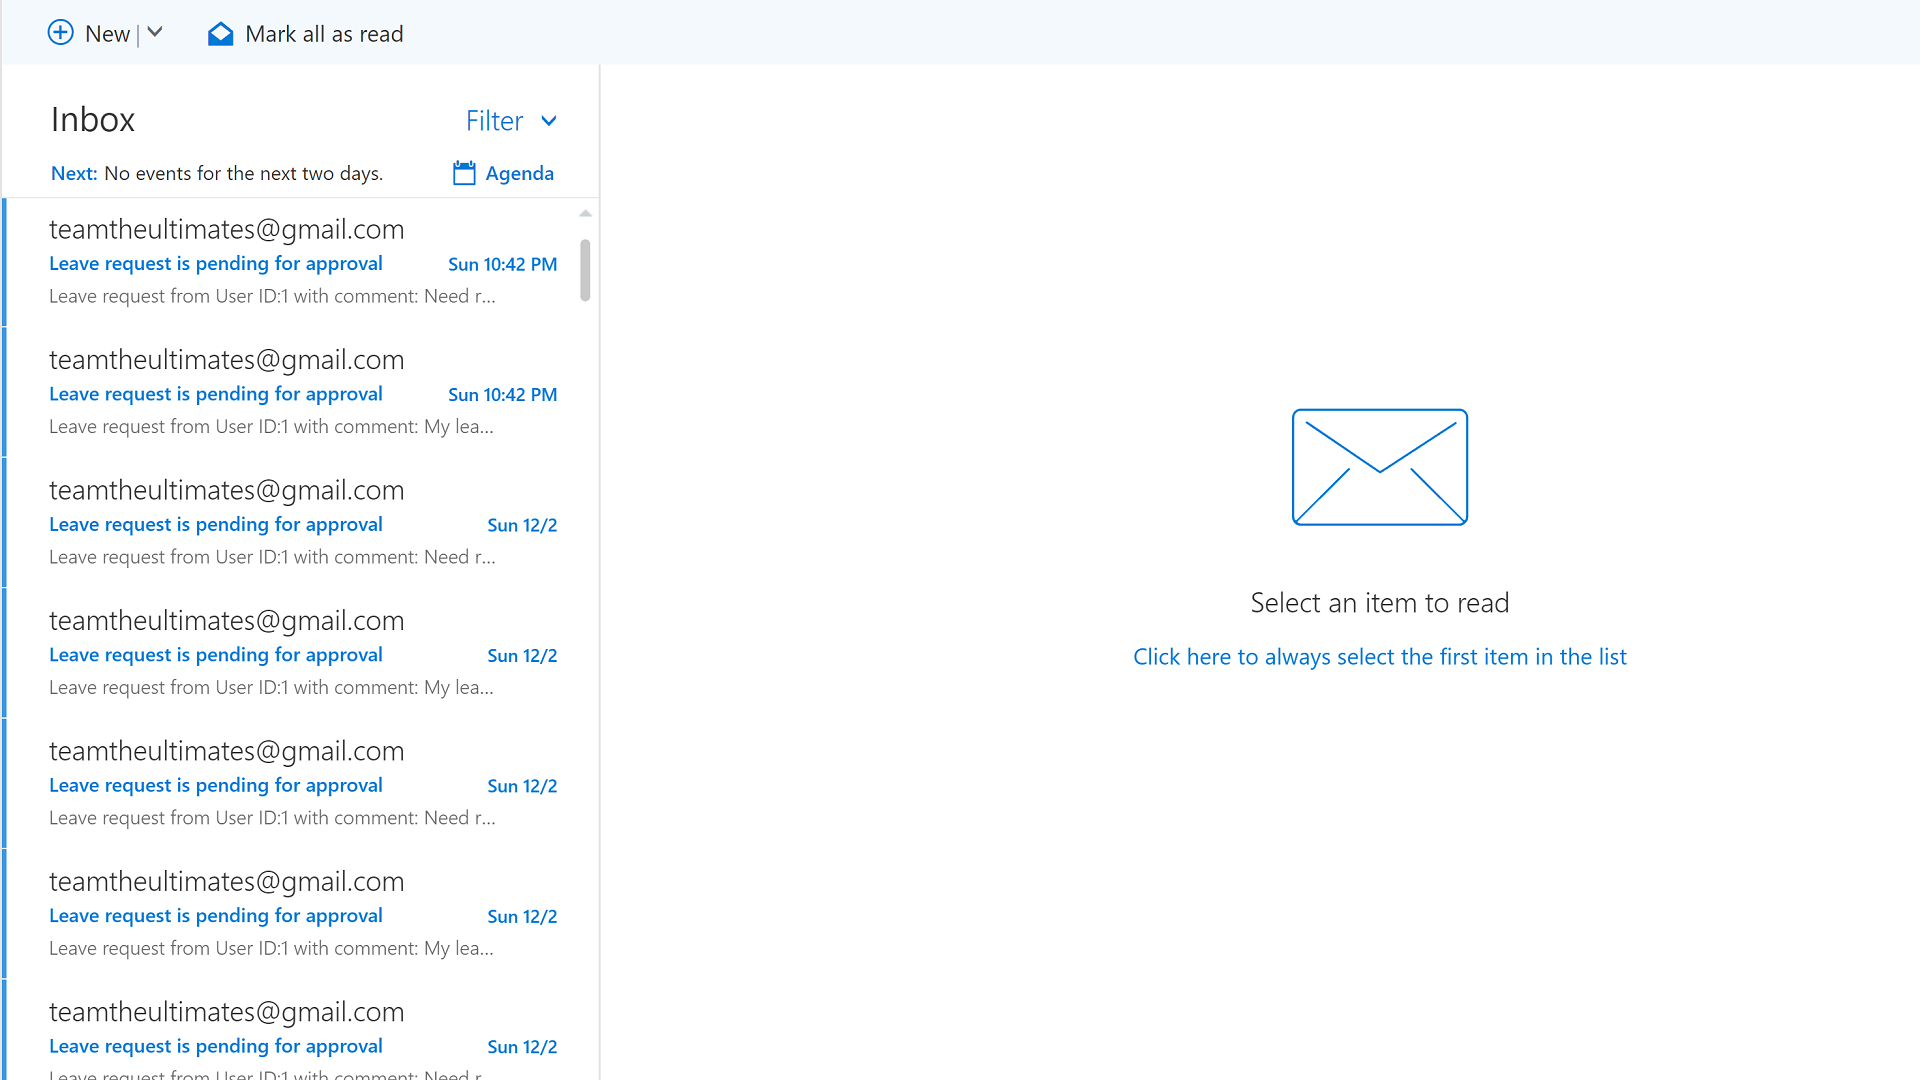 New
Mark all as read
Inbox
Filter
Next: No events for the next two days.
Agenda
teamtheultimates@gmail.com
Leave request is pending for approval Sun 10:42 PM
Leave request from User ID:1 with comment: Need r...
teamtheultimates@gmail.com
Leave request is pending for approval Sun 10:42 PM
Leave request from User ID:1 with comment: My lea...
teamtheultimates@gmail.com
Leave request is pending for approval Sun 12/2
Leave request from User ID:1 with comment: Need r...
teamtheultimates@gmail.com
Leave request is pending for approval Sun 12/2
Leave request from User ID:1 with comment: My lea...
teamtheultimates@gmail.com
Leave request is pending for approval Sun 12/2
Leave request from User ID:1 with comment: Need r...
teamtheultimates@gmail.com
Leave request is pending for approval Sun 12/2
Leave request from User ID:1 with comment: My lea...
teamtheultimates@gmail.com
Leave request is pending for approval Sun 12/2
Leave request from User ID:1 with comment: Need r
Select an item to read
Click here to always select the first item in the list